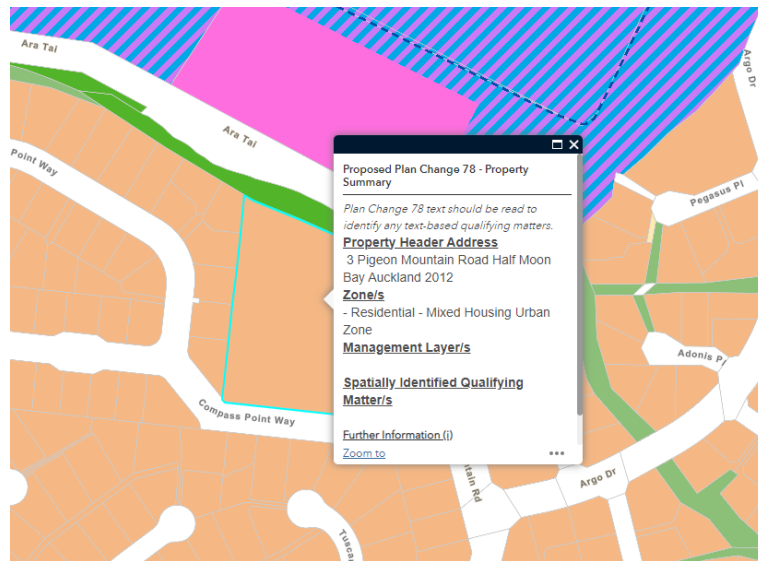 Ara Tai
Argo Dr
Ara Tai
Point Way
Pegasus Pl
Proposed Plan Change 78 - Property
Summary
Plan Change 78 text should be read to
identify any text-based qualifying matters.
Property Header Address
3 Pigeon Mountain Road Half Moon
Bay Auckland 2012
Zone/s
- Residential - Mixed Housing Urban
Zone
Management Layer/s
Spatially Identified Qualifying
Matter/s
Further Information (i)
Zoom to
Adonis Pl
Compass Point Way
tain Rd
Argo Dr
Tusca